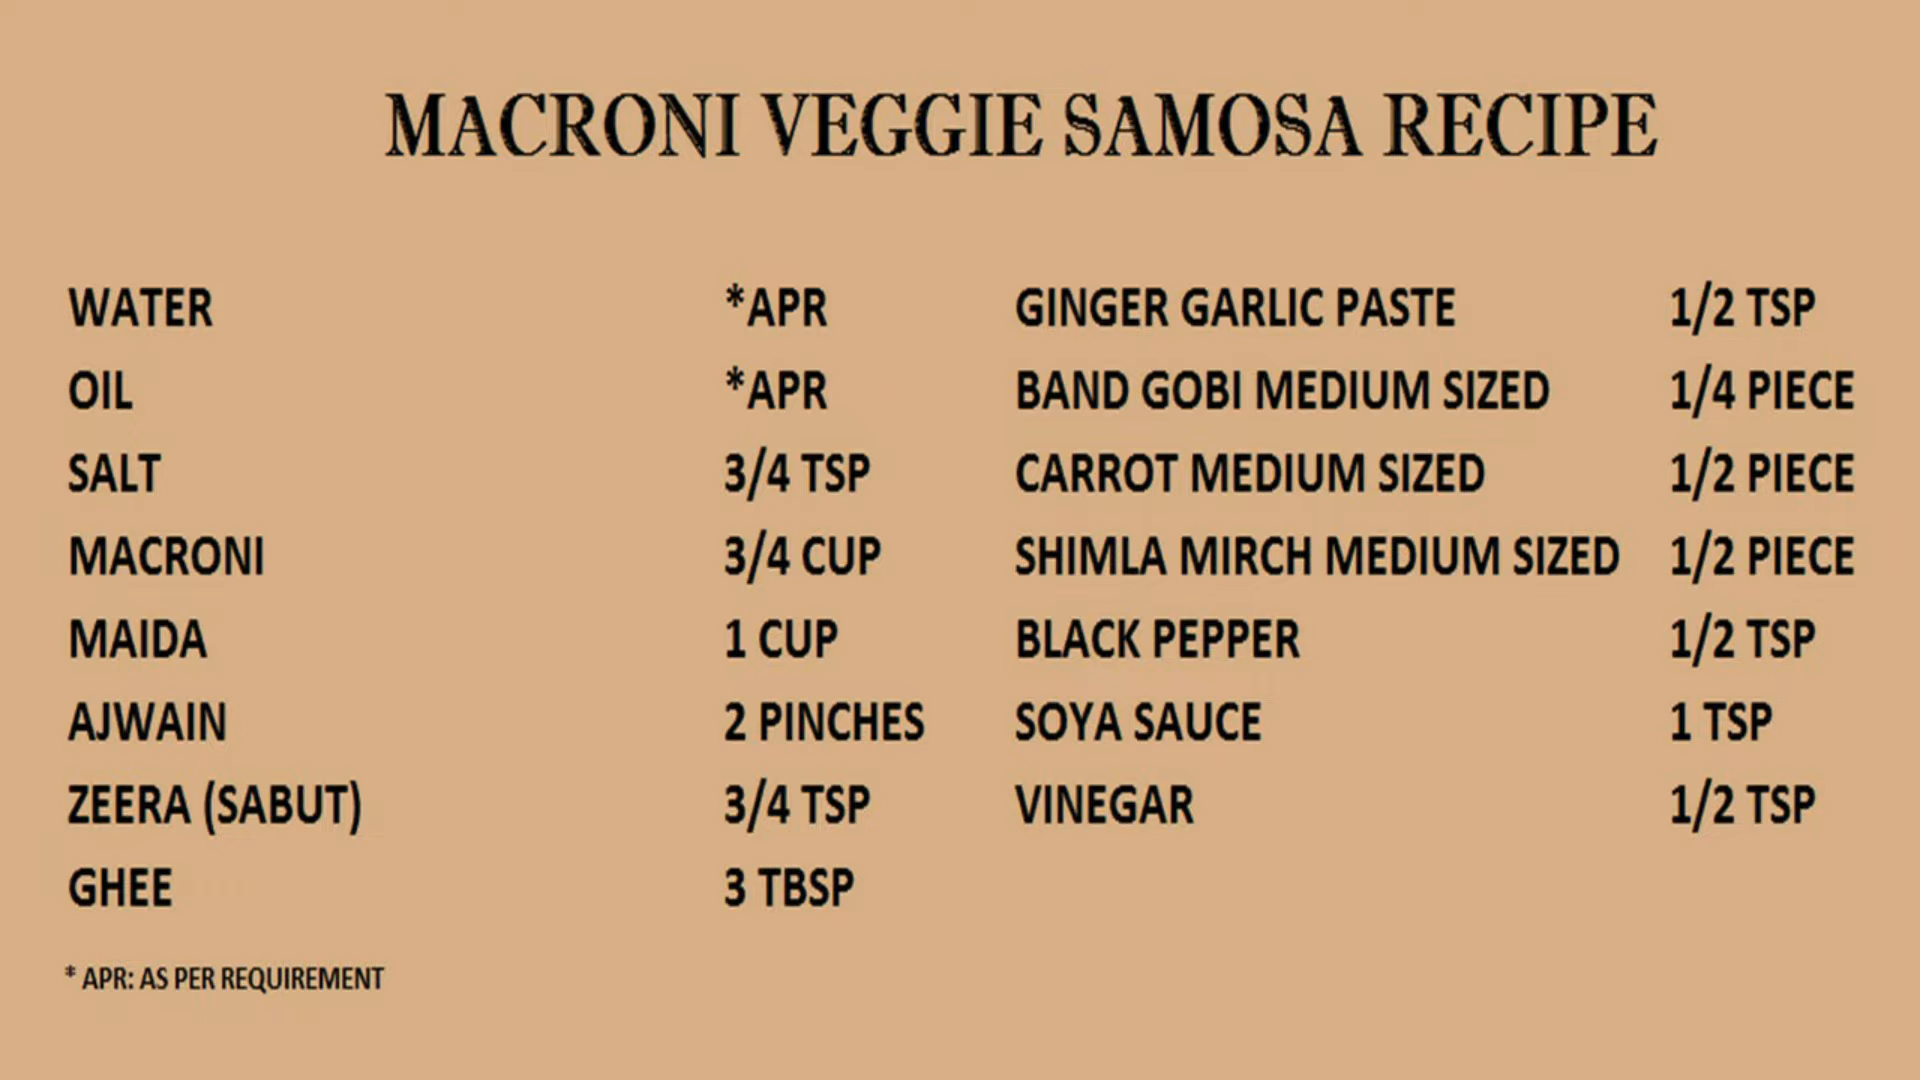 MACRONI VEGGIE SAMOSA RECIPE
WATER *APR
OIL *APR
SALT 3/4 TSP
MACRONI 3/4 CUP
MAIDA 1 CUP
AJWAIN 2 PINCHES
ZEERA (SABUT) 3/4 TSP
GHEE 3 TBSP
GINGER GARLIC PASTE 1/2 TSP
BAND GOBI MEDIUM SIZED 1/4 PIECE
CARROT MEDIUM SIZED 1/2 PIECE
SHIMLA MIRCH MEDIUM SIZED 1/2 PIECE
BLACK PEPPER 1/2 TSP
SOYA SAUCE 1 TSP
VINEGAR 1/2 TSP
* APR: AS PER REQUIREMENT